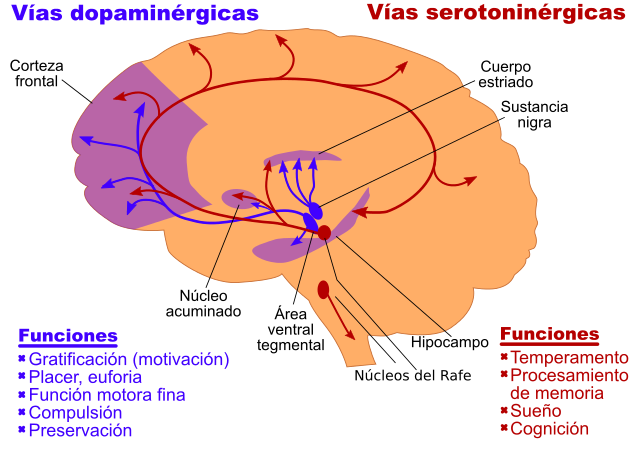 Vías dopaminérgicas
Vías serotoninérgicas
Corteza
frontal
Cuerpo
estriado
Sustancia
nigra
Núcleo
acuminado
Área
ventral
tegmental
Hipocampo
Núcleos del Rafe
Funciones
Gratificación (motivación)
Placer, euforia
Función motora fina
Compulsión
Preservación
Funciones
Temperamento
Procesamiento
de memoria
Sueño
Cognición